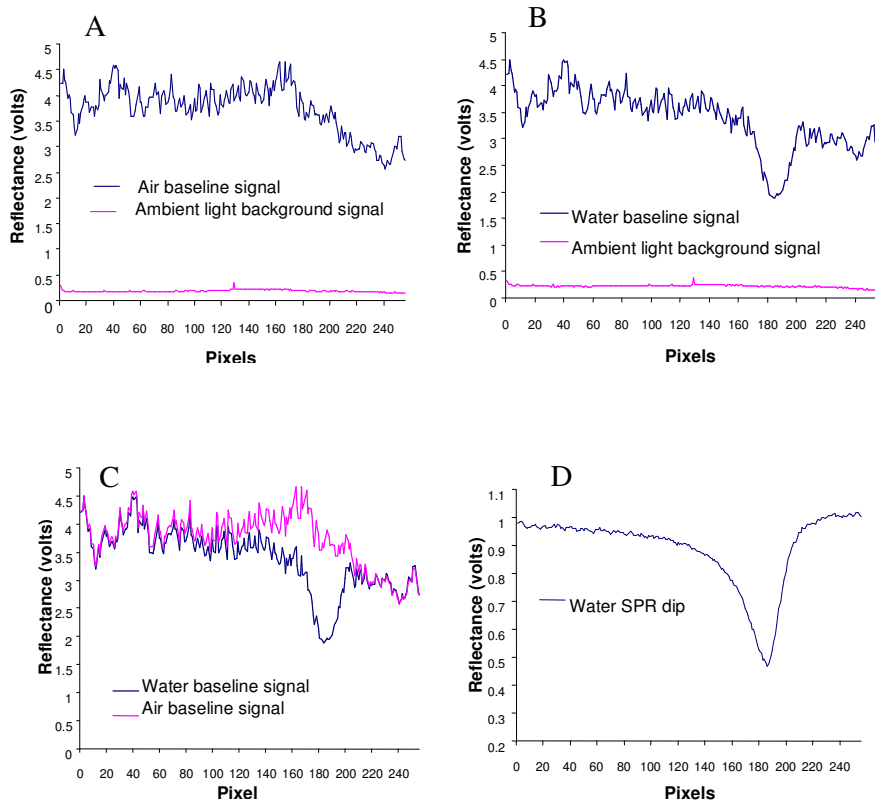 A
5
4.5
4
3.5
3
2.5
2
1.5
1
0.5
0
Reflectance (volts)
Air baseline signal
Ambient light background signal
0 20 40 60 80 100 120 140 160 180 200 220 240
Pixels
B
5
4.5
4
3.5
3
2.5
2
1.5
1
0.5
0
Reflectance (volts)
Water baseline signal
Ambient light background signal
0 20 40 60 80 100 120 140 160 180 200 220 240
Pixels
C
5
4.5
4
3.5
3
2.5
2
1.5
1
0.5
0
Reflectance (volts)
Water baseline signal
Air baseline signal
0 20 40 60 80 100 120 140 160 180 200 220 240
Pixel
D
1.1
1
0.9
0.8
0.7
0.6
0.5
0.4
0.3
0.2
Reflectance (volts)
Water SPR dip
0 20 40 60 80 100 120 140 160 180 200 220 240
Pixels